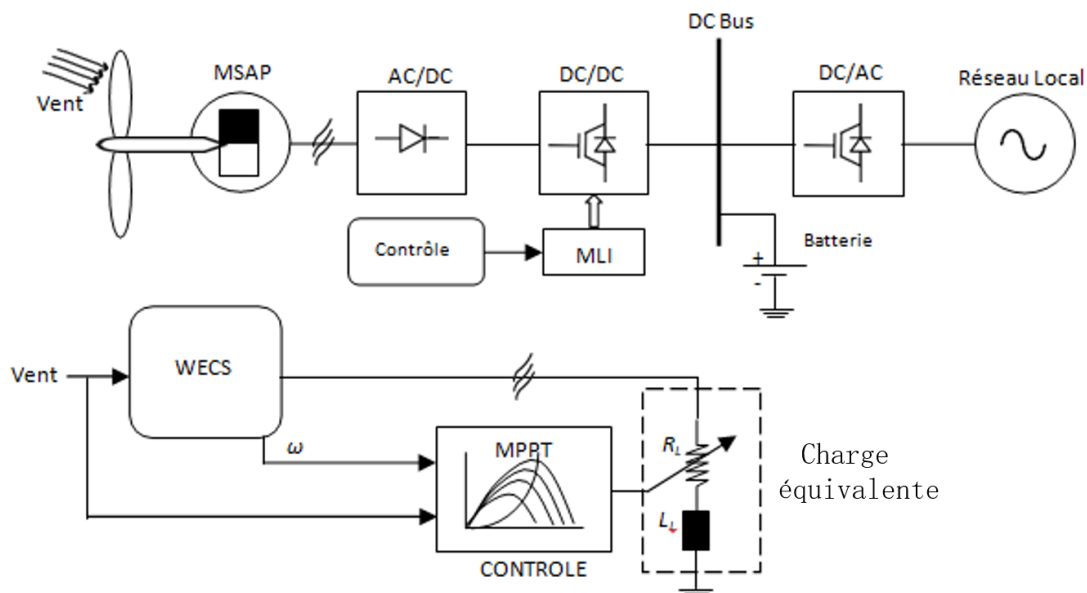 DC Bus
MSAP
AC/DC
DC/DC
DC/AC
Réseau Local
Vent
Contrôle
MLI
Batterie
+
-
Vent
WECS
ω
MPPT
R_L
L_L
Charge
équivalente
CONTROLE